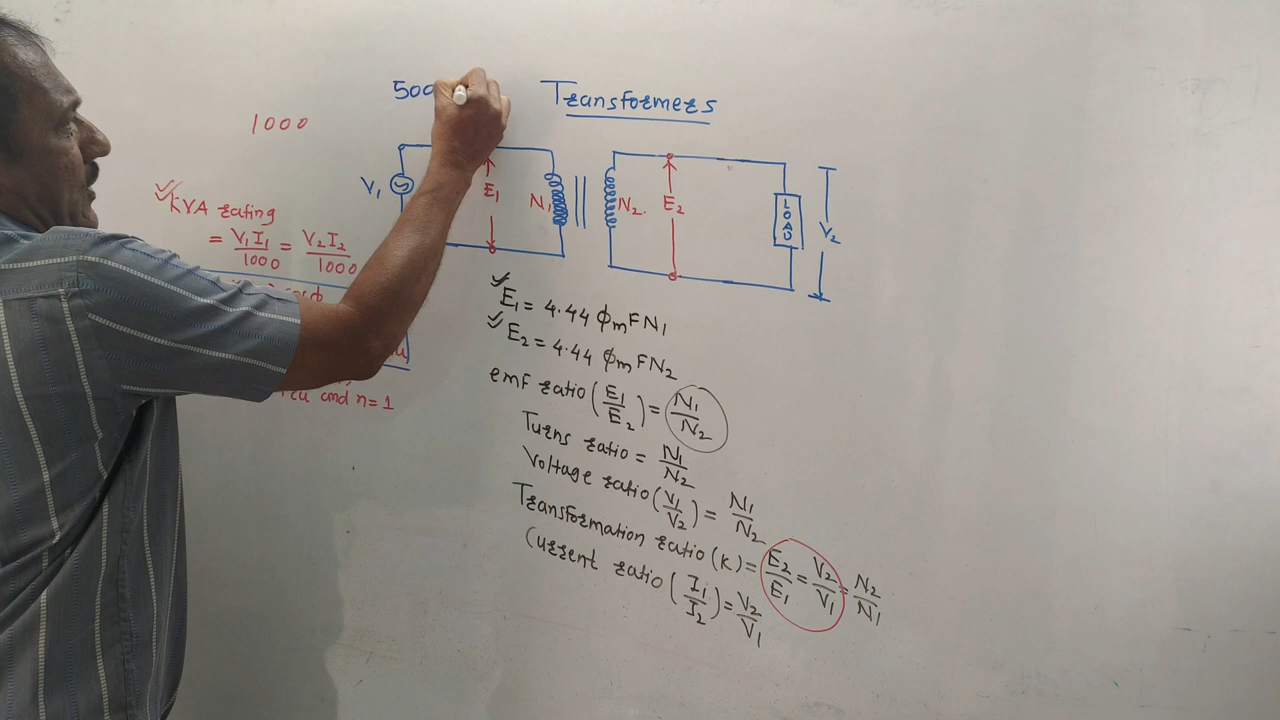 500
Transformers
1000
V₁
E₁
N₁
N₂
E₂
LOAD
V₂
KVA rating
= V₁I₁/1000 = V₂I₂/1000
cosφ
cu and η=1
E₁ = 4.44 φm F N₁
E₂ = 4.44 φm F N₂
emf ratio (E₁/E₂) = N₁/N₂
Turns ratio = N₁/N₂
Voltage ratio (V₁/V₂) = N₁/N₂
Transformation ratio (K) = E₂/E₁ = V₂/V₁ = N₂/N₁
Current ratio (I₁/I₂) = V₂/V₁